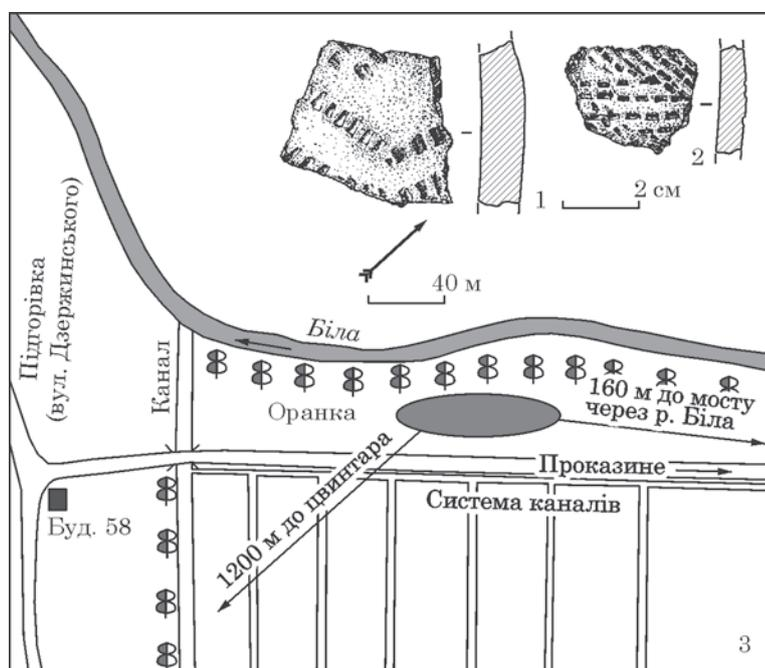 1
2
2 см
40 м
Підгорівка
(вул. Дзержинського)
Канал
Біла
Оранка
160 м до мосту
через р. Біла
Проказине
Система каналів
1200 м до цвинтара
Буд. 58
3